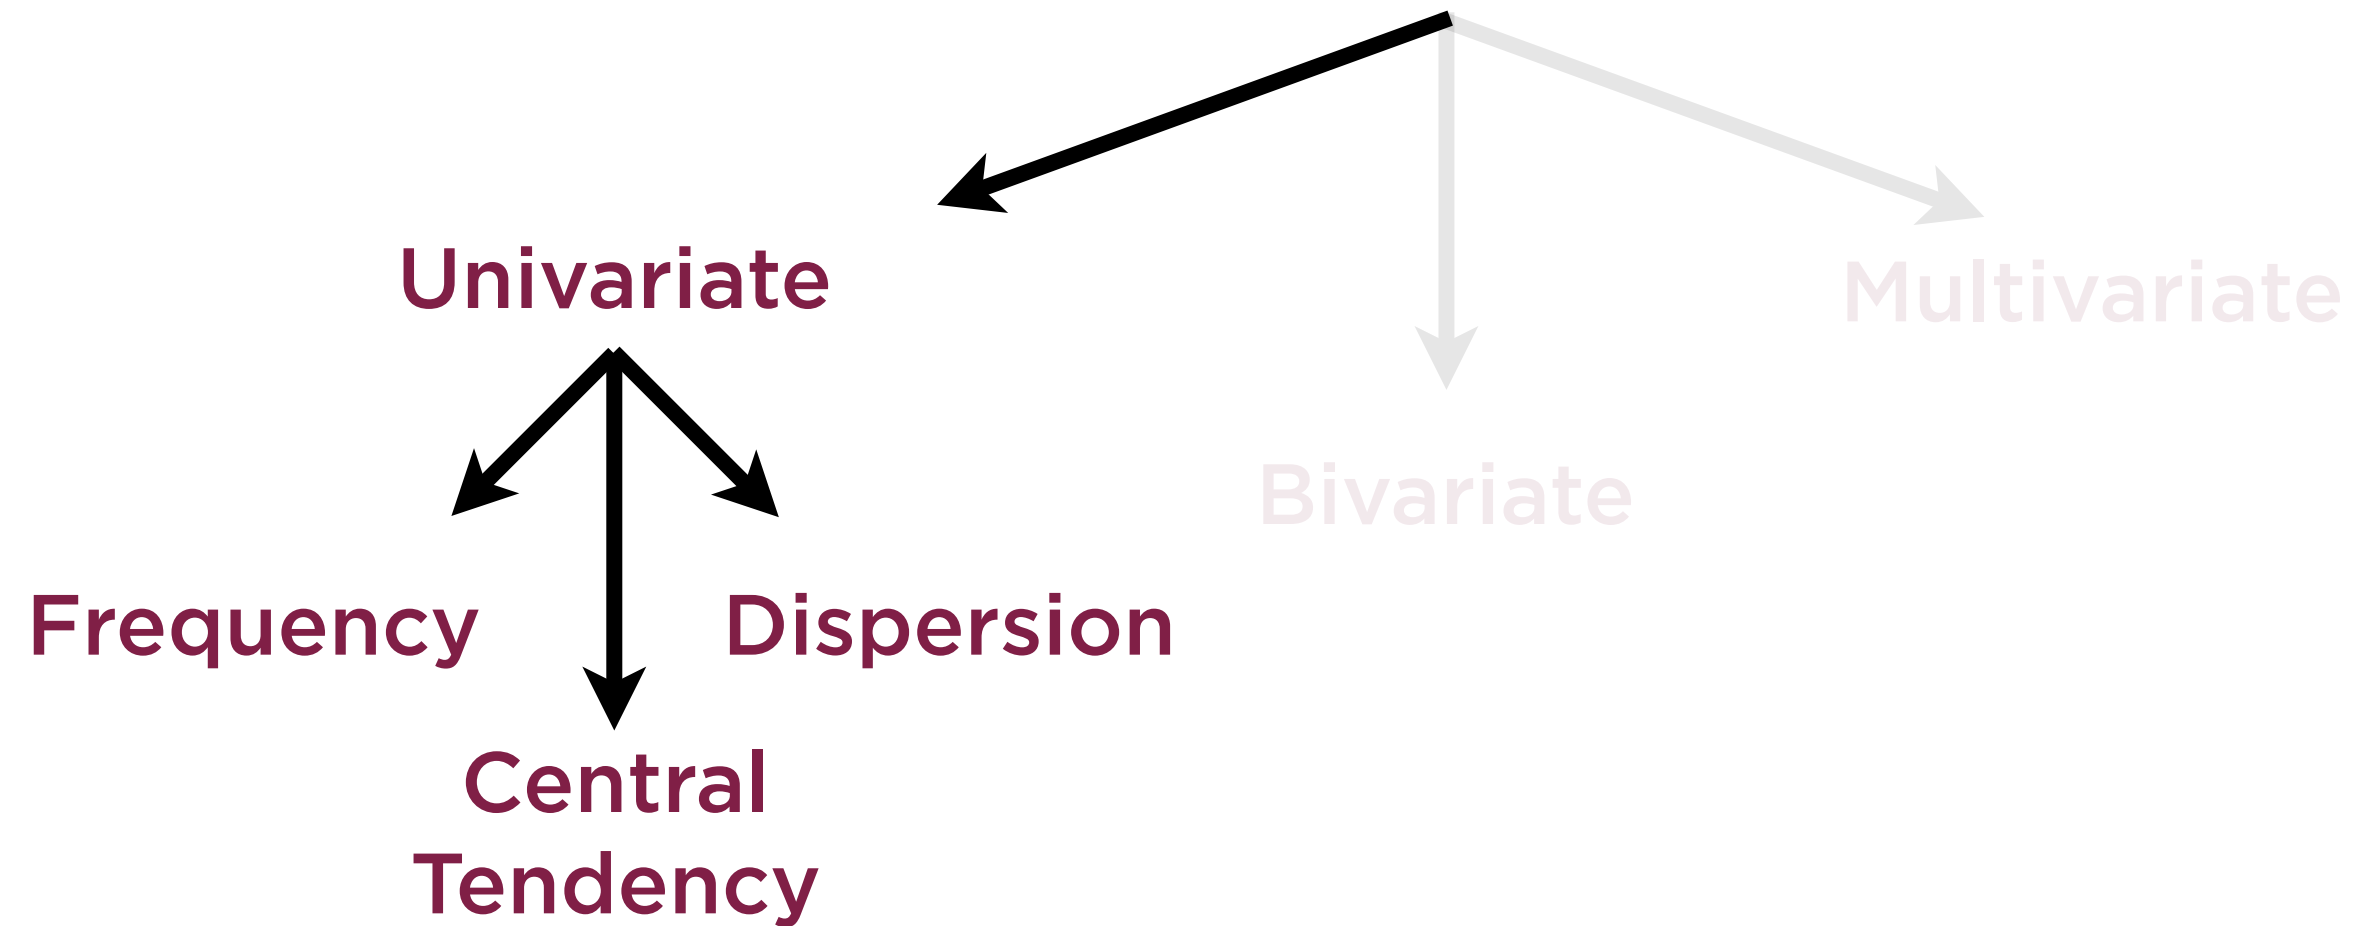 Univariate
Multivariate
Bivariate
Frequency
Dispersion
Central
Tendency